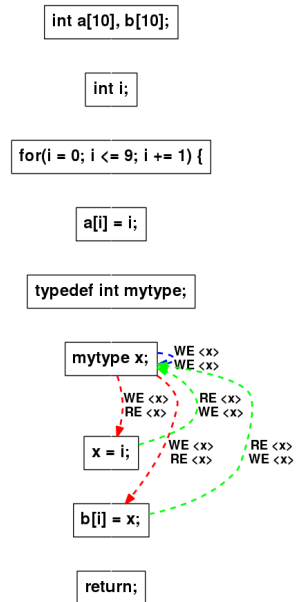 int a[10], b[10];
int i;
for(i = 0; i <= 9; i += 1) {
a[i] = i;
typedef int mytype;
mytype x;
WE <x>
WE <x>
WE <x>
RE <x>
RE <x>
WE <x>
x = i;
WE <x>
RE <x>
RE <x>
WE <x>
b[i] = x;
return;